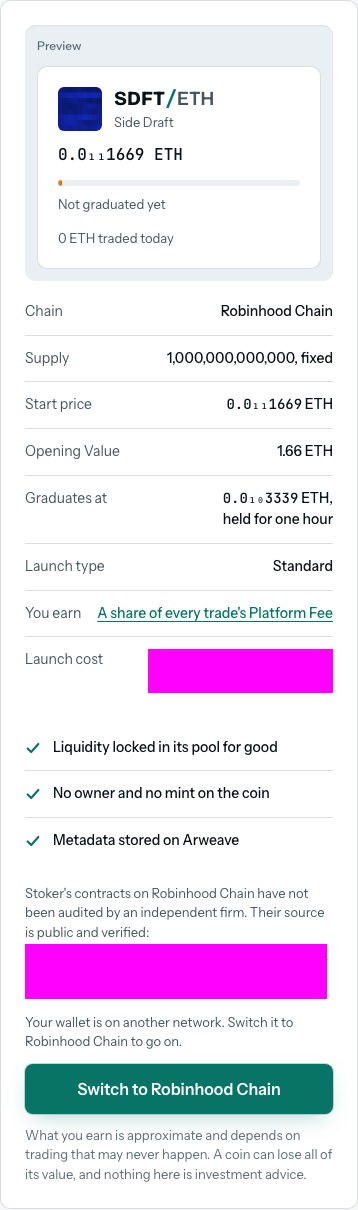 Preview
SDFT/ETH
Side Draft
0.0₁₁1669 ETH
Not graduated yet
0 ETH traded today
Chain Robinhood Chain
Supply 1,000,000,000,000, fixed
Start price 0.0₁₁1669 ETH
Opening Value 1.66 ETH
Graduates at 0.0₁₀3339 ETH,
held for one hour
Launch type Standard
You earn A share of every trade's Platform Fee
Launch cost
Liquidity locked in its pool for good
No owner and no mint on the coin
Metadata stored on Arweave
Stoker's contracts on Robinhood Chain have not
been audited by an independent firm. Their source
is public and verified:
Your wallet is on another network. Switch it to
Robinhood Chain to go on.
Switch to Robinhood Chain
What you earn is approximate and depends on
trading that may never happen. A coin can lose all of
its value, and nothing here is investment advice.